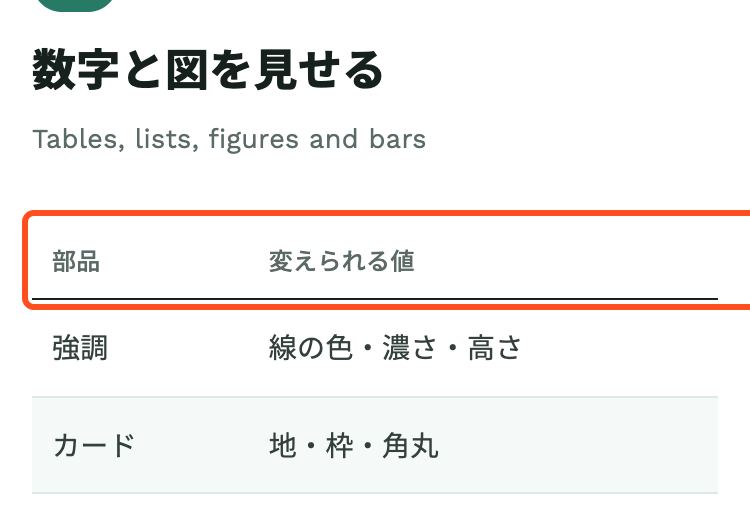 数字と図を見せる
Tables, lists, figures and bars
部品 変えられる値
強調 線の色・濃さ・高さ
カード 地・枠・角丸